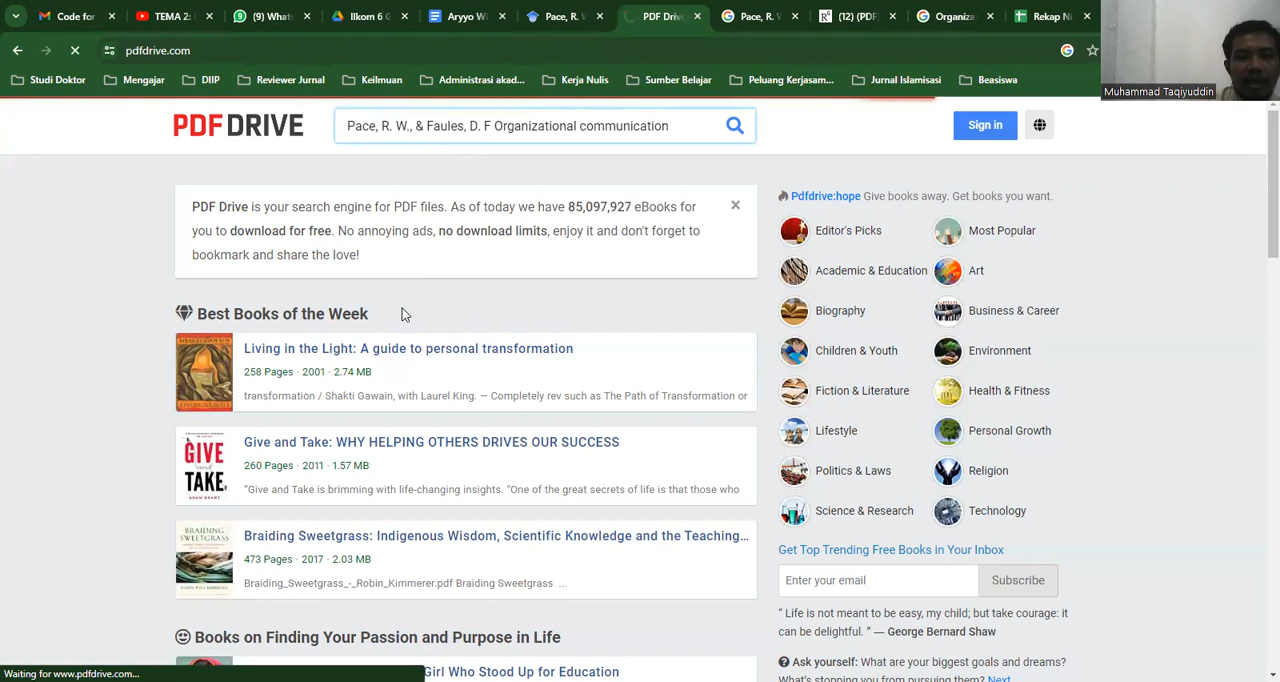 Code for
TEMA 2:
(9) What
Ilkom 6 G
Aryyo Wi
Pace, R. W
PDF Drive
Pace, R. W
(12) (PDF)
Organiza
Rekap Ni
pdfdrive.com
Studi Doktor
Mengajar
DIIP
Reviewer Jurnal
Keilmuan
Administrasi akad...
Kerja Nulis
Sumber Belajar
Peluang Kerjasam...
Jurnal Islamisasi
Beasiswa
Muhammad Taqiyuddin
PDF DRIVE
Pace, R. W., & Faules, D. F Organizational communication
Sign in
PDF Drive is your search engine for PDF files. As of today we have 85,097,927 eBooks for
you to download for free. No annoying ads, no download limits, enjoy it and don't forget to
bookmark and share the love!
Best Books of the Week
Living in the Light: A guide to personal transformation
258 Pages · 2001 · 2.74 MB
transformation / Shakti Gawain, with Laurel King. — Completely rev such as The Path of Transformation or
Give and Take: WHY HELPING OTHERS DRIVES OUR SUCCESS
260 Pages · 2011 · 1.57 MB
"Give and Take is brimming with life-changing insights. "One of the great secrets of life is that those who
Braiding Sweetgrass: Indigenous Wisdom, Scientific Knowledge and the Teaching...
473 Pages · 2017 · 2.03 MB
Braiding_Sweetgrass_-_Robin_Kimmerer.pdf Braiding Sweetgrass ...
Books on Finding Your Passion and Purpose in Life
Girl Who Stood Up for Education
Pdfdrive:hope Give books away. Get books you want.
Editor's Picks
Most Popular
Academic & Education
Art
Biography
Business & Career
Children & Youth
Environment
Fiction & Literature
Health & Fitness
Lifestyle
Personal Growth
Politics & Laws
Religion
Science & Research
Technology
Get Top Trending Free Books in Your Inbox
Enter your email
Subscribe
" Life is not meant to be easy, my child; but take courage: it
can be delightful. " — George Bernard Shaw
Ask yourself: What are your biggest goals and dreams?
What's stopping you from pursuing them? Next
Waiting for www.pdfdrive.com...